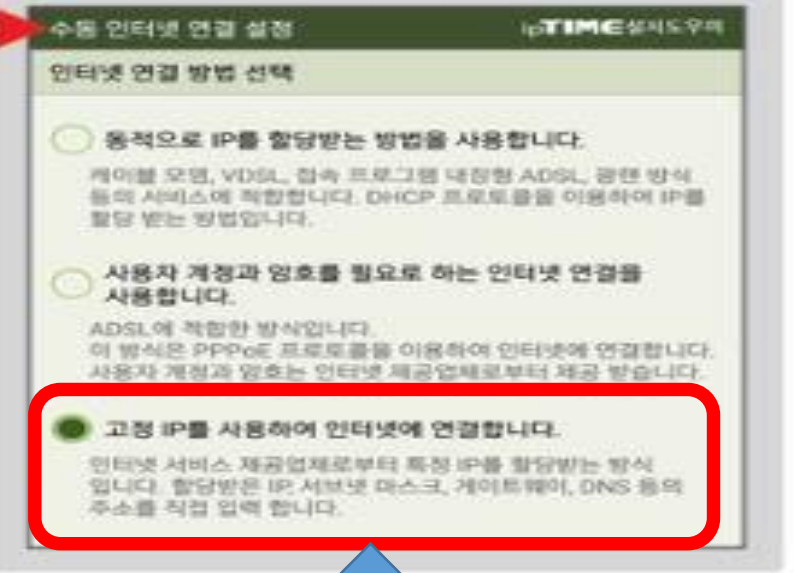 수동 인터넷 연결 설정
ipTIME설치도우미
인터넷 연결 방법 선택
동적으로 IP를 할당받는 방법을 사용합니다.
케이블 모뎀, VDSL, 접속 프로그램 내장형 ADSL, 광랜 방식
등의 서비스에 적합합니다. DHCP 프로토콜을 이용하여 IP를
할당 받는 방법입니다.
사용자 계정과 암호를 필요로 하는 인터넷 연결을
사용합니다.
ADSL에 적합한 방식입니다.
이 방식은 PPPoE 프로토콜을 이용하여 인터넷에 연결합니다.
사용자 계정과 암호는 인터넷 제공업체로부터 제공 받습니다.
고정 IP를 사용하여 인터넷에 연결합니다.
인터넷 서비스 제공업체로부터 특정 IP를 할당받는 방식
입니다. 할당받은 IP, 서브넷 마스크, 게이트웨이, DNS 등의
주소를 직접 입력 합니다.